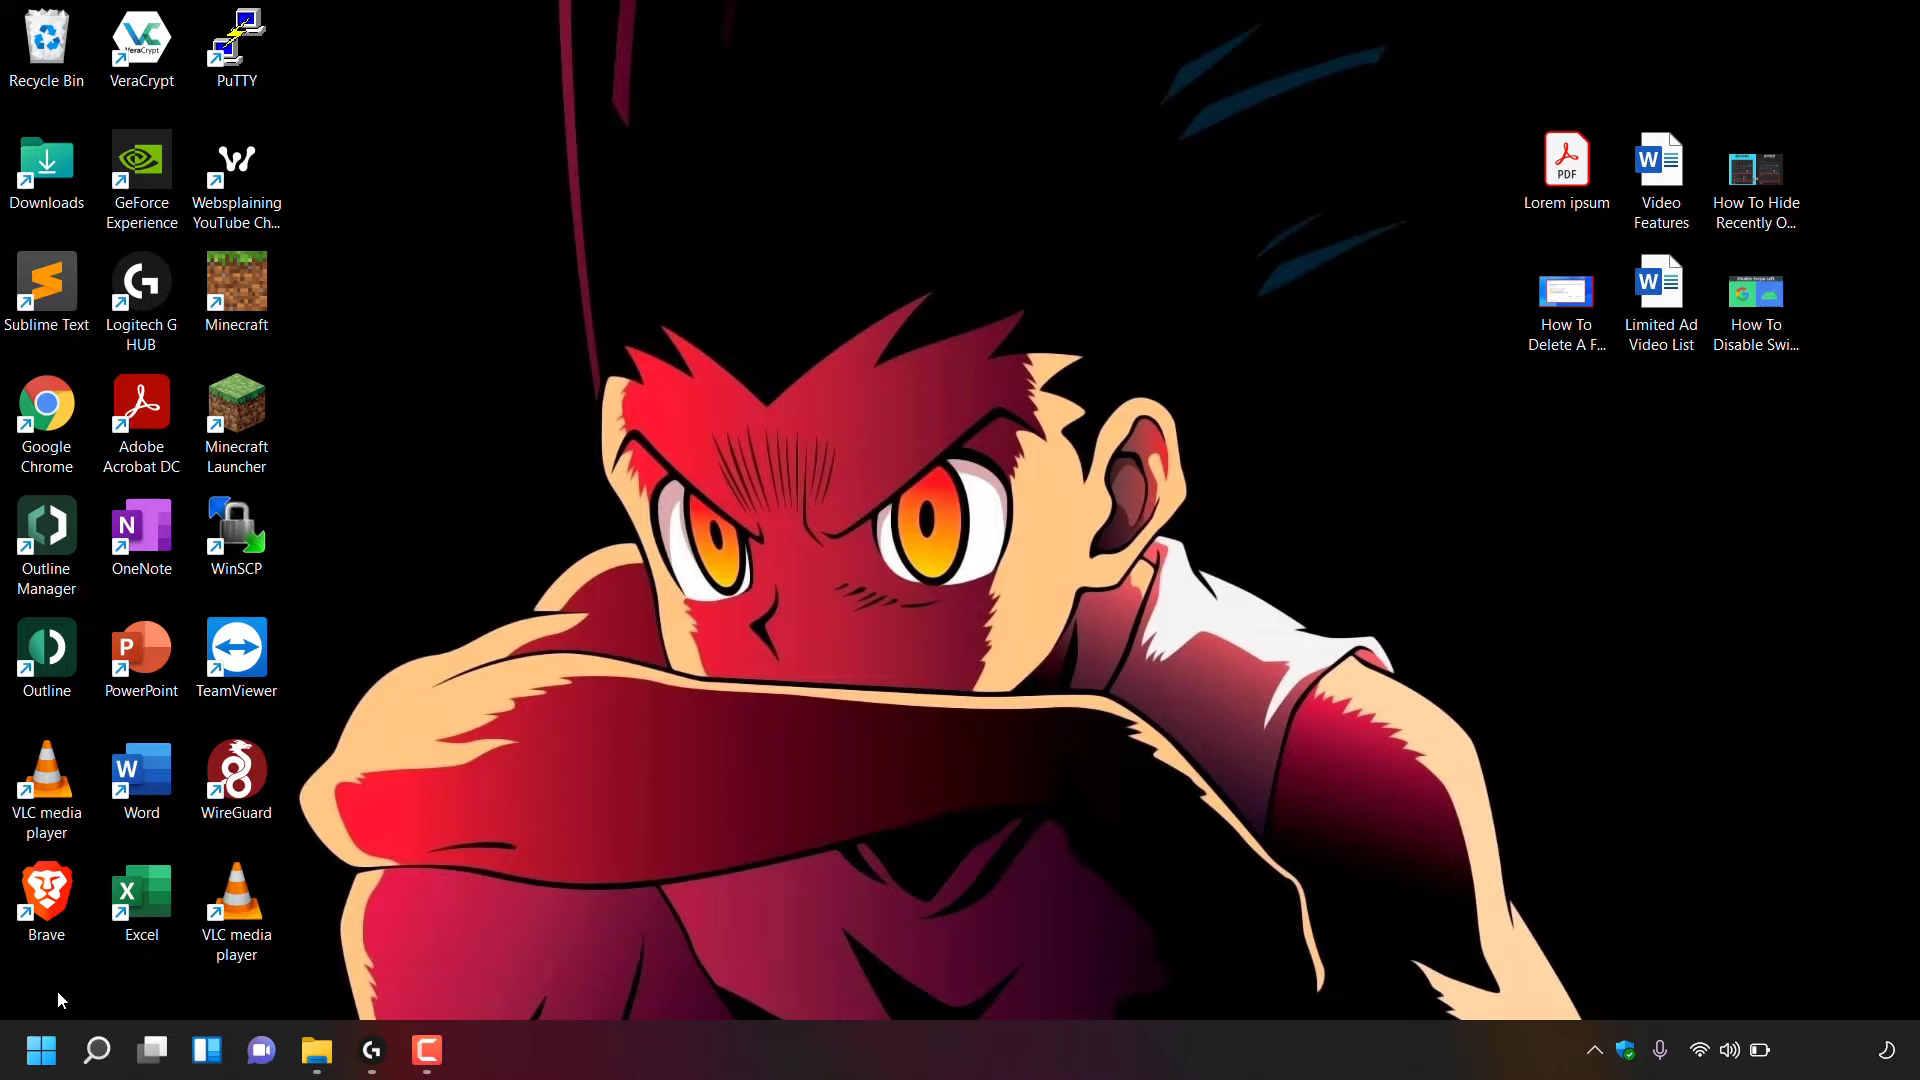 Recycle Bin
VeraCrypt
VeraCrypt
PuTTY
Downloads
GeForce
Experience
Websplaining
YouTube Ch...
Sublime Text
Logitech G
HUB
Minecraft
Google
Chrome
Adobe
Acrobat DC
Minecraft
Launcher
Outline
Manager
N
OneNote
WinSCP
Outline
P
PowerPoint
TeamViewer
VLC media
player
W
Word
WireGuard
Brave
X
Excel
VLC media
player
PDF
Lorem ipsum
W
Video
Features
How To Hide
Recently O...
How To
Delete A F...
W
Limited Ad
Video List
How To
Disable Swi...